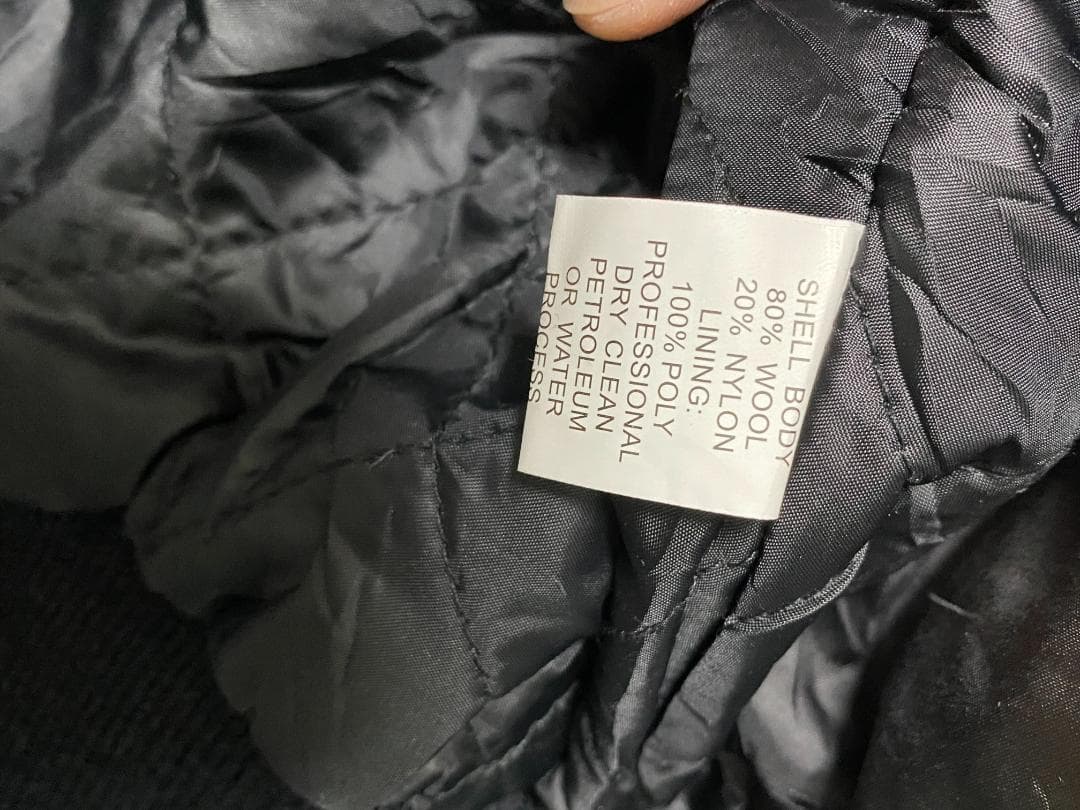 SHELL BODY
80% WOOL
20% NYLON
LINING:
100% POLY
PROFESSIONAL
DRY CLEAN
PETROLEUM
OR WATER
PROCESS